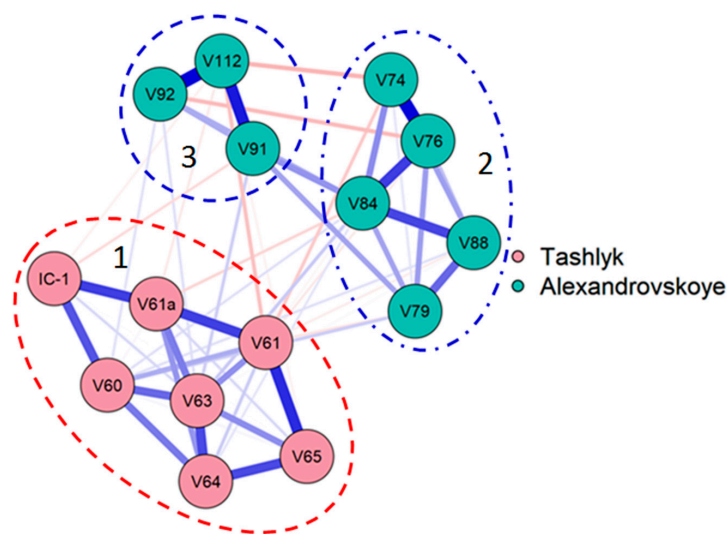 V112
V74
V92
V76
V91
3
2
V84
V88
1
Tashlyk
IC-1
Alexandrovskoye
V61a
V79
V61
V60
V63
V65
V64